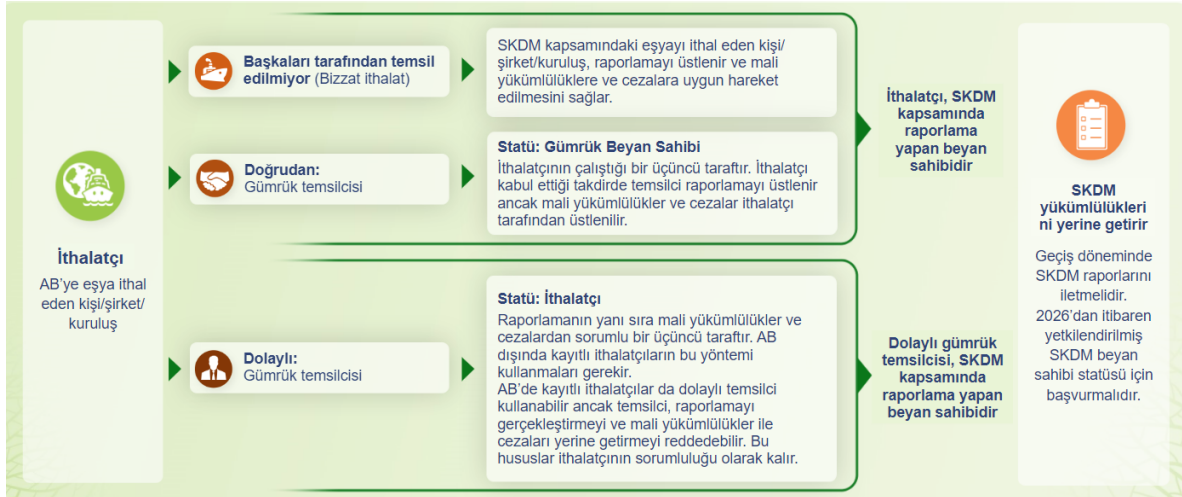 İthalatçı
AB'ye eşya ithal
eden kişi/şirket/
kuruluş
Başkaları tarafından temsil
edilmiyor (Bizzat ithalat)
SKDM kapsamındaki eşyayı ithal eden kişi/
şirket/kuruluş, raporlamayı üstlenir ve mali
yükümlülüklere ve cezalara uygun hareket
edilmesini sağlar.
Doğrudan:
Gümrük temsilcisi
Statü: Gümrük Beyan Sahibi
İthalatçının çalıştığı bir üçüncü taraftır. İthalatçı
kabul ettiği takdirde temsilci raporlamayı üstlenir
ancak mali yükümlülükler ve cezalar ithalatçı
tarafından üstlenilir.
İthalatçı, SKDM
kapsamında
raporlama
yapan beyan
sahibidir
Dolaylı:
Gümrük temsilcisi
Statü: İthalatçı
Raporlamanın yanı sıra mali yükümlülükler ve
cezalardan sorumlu bir üçüncü taraftır. AB
dışında kayıtlı ithalatçıların bu yöntemi
kullanmaları gerekir.
AB'de kayıtlı ithalatçılar da dolaylı temsilci
kullanabilir ancak temsilci, raporlamayı
gerçekleştirmeyi ve mali yükümlülükler ile
cezaları yerine getirmeyi reddedebilir. Bu
hususlar ithalatçının sorumluluğu olarak kalır.
Dolaylı gümrük
temsilcisi, SKDM
kapsamında
raporlama yapan
beyan sahibidir
SKDM
yükümlülükleri
ni yerine getirir
Geçiş döneminde
SKDM raporlarını
iletmelidir.
2026'dan itibaren
yetkilendirilmiş
SKDM beyan
sahibi statüsü için
başvurmalıdır.